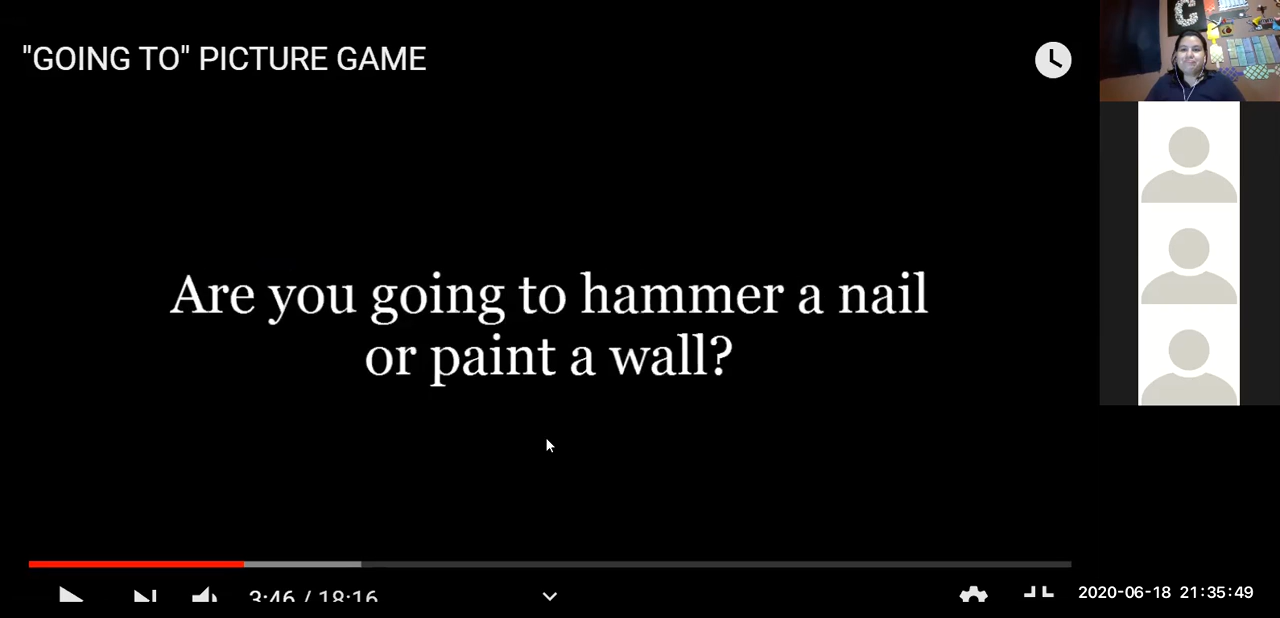 "GOING TO" PICTURE GAME
C
Are you going to hammer a nail
or paint a wall?
3:46 / 18:16
2020-06-18 21:35:49